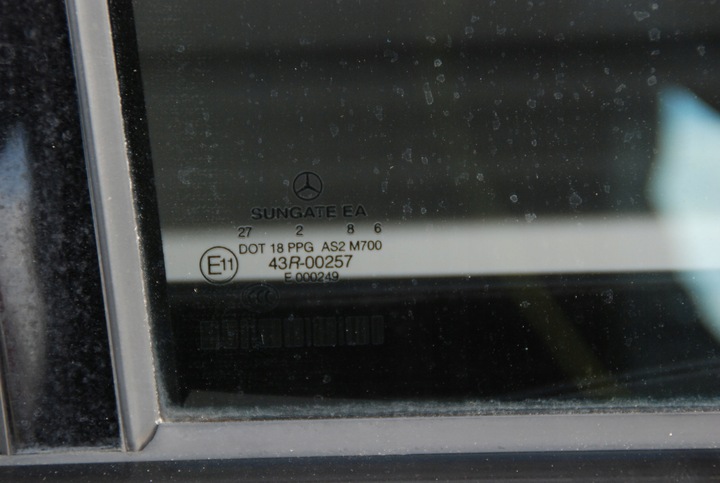 SUNGATE EA
27 2 8 6
DOT 18 PPG AS2 M700
E11
43R-00257
E 000249